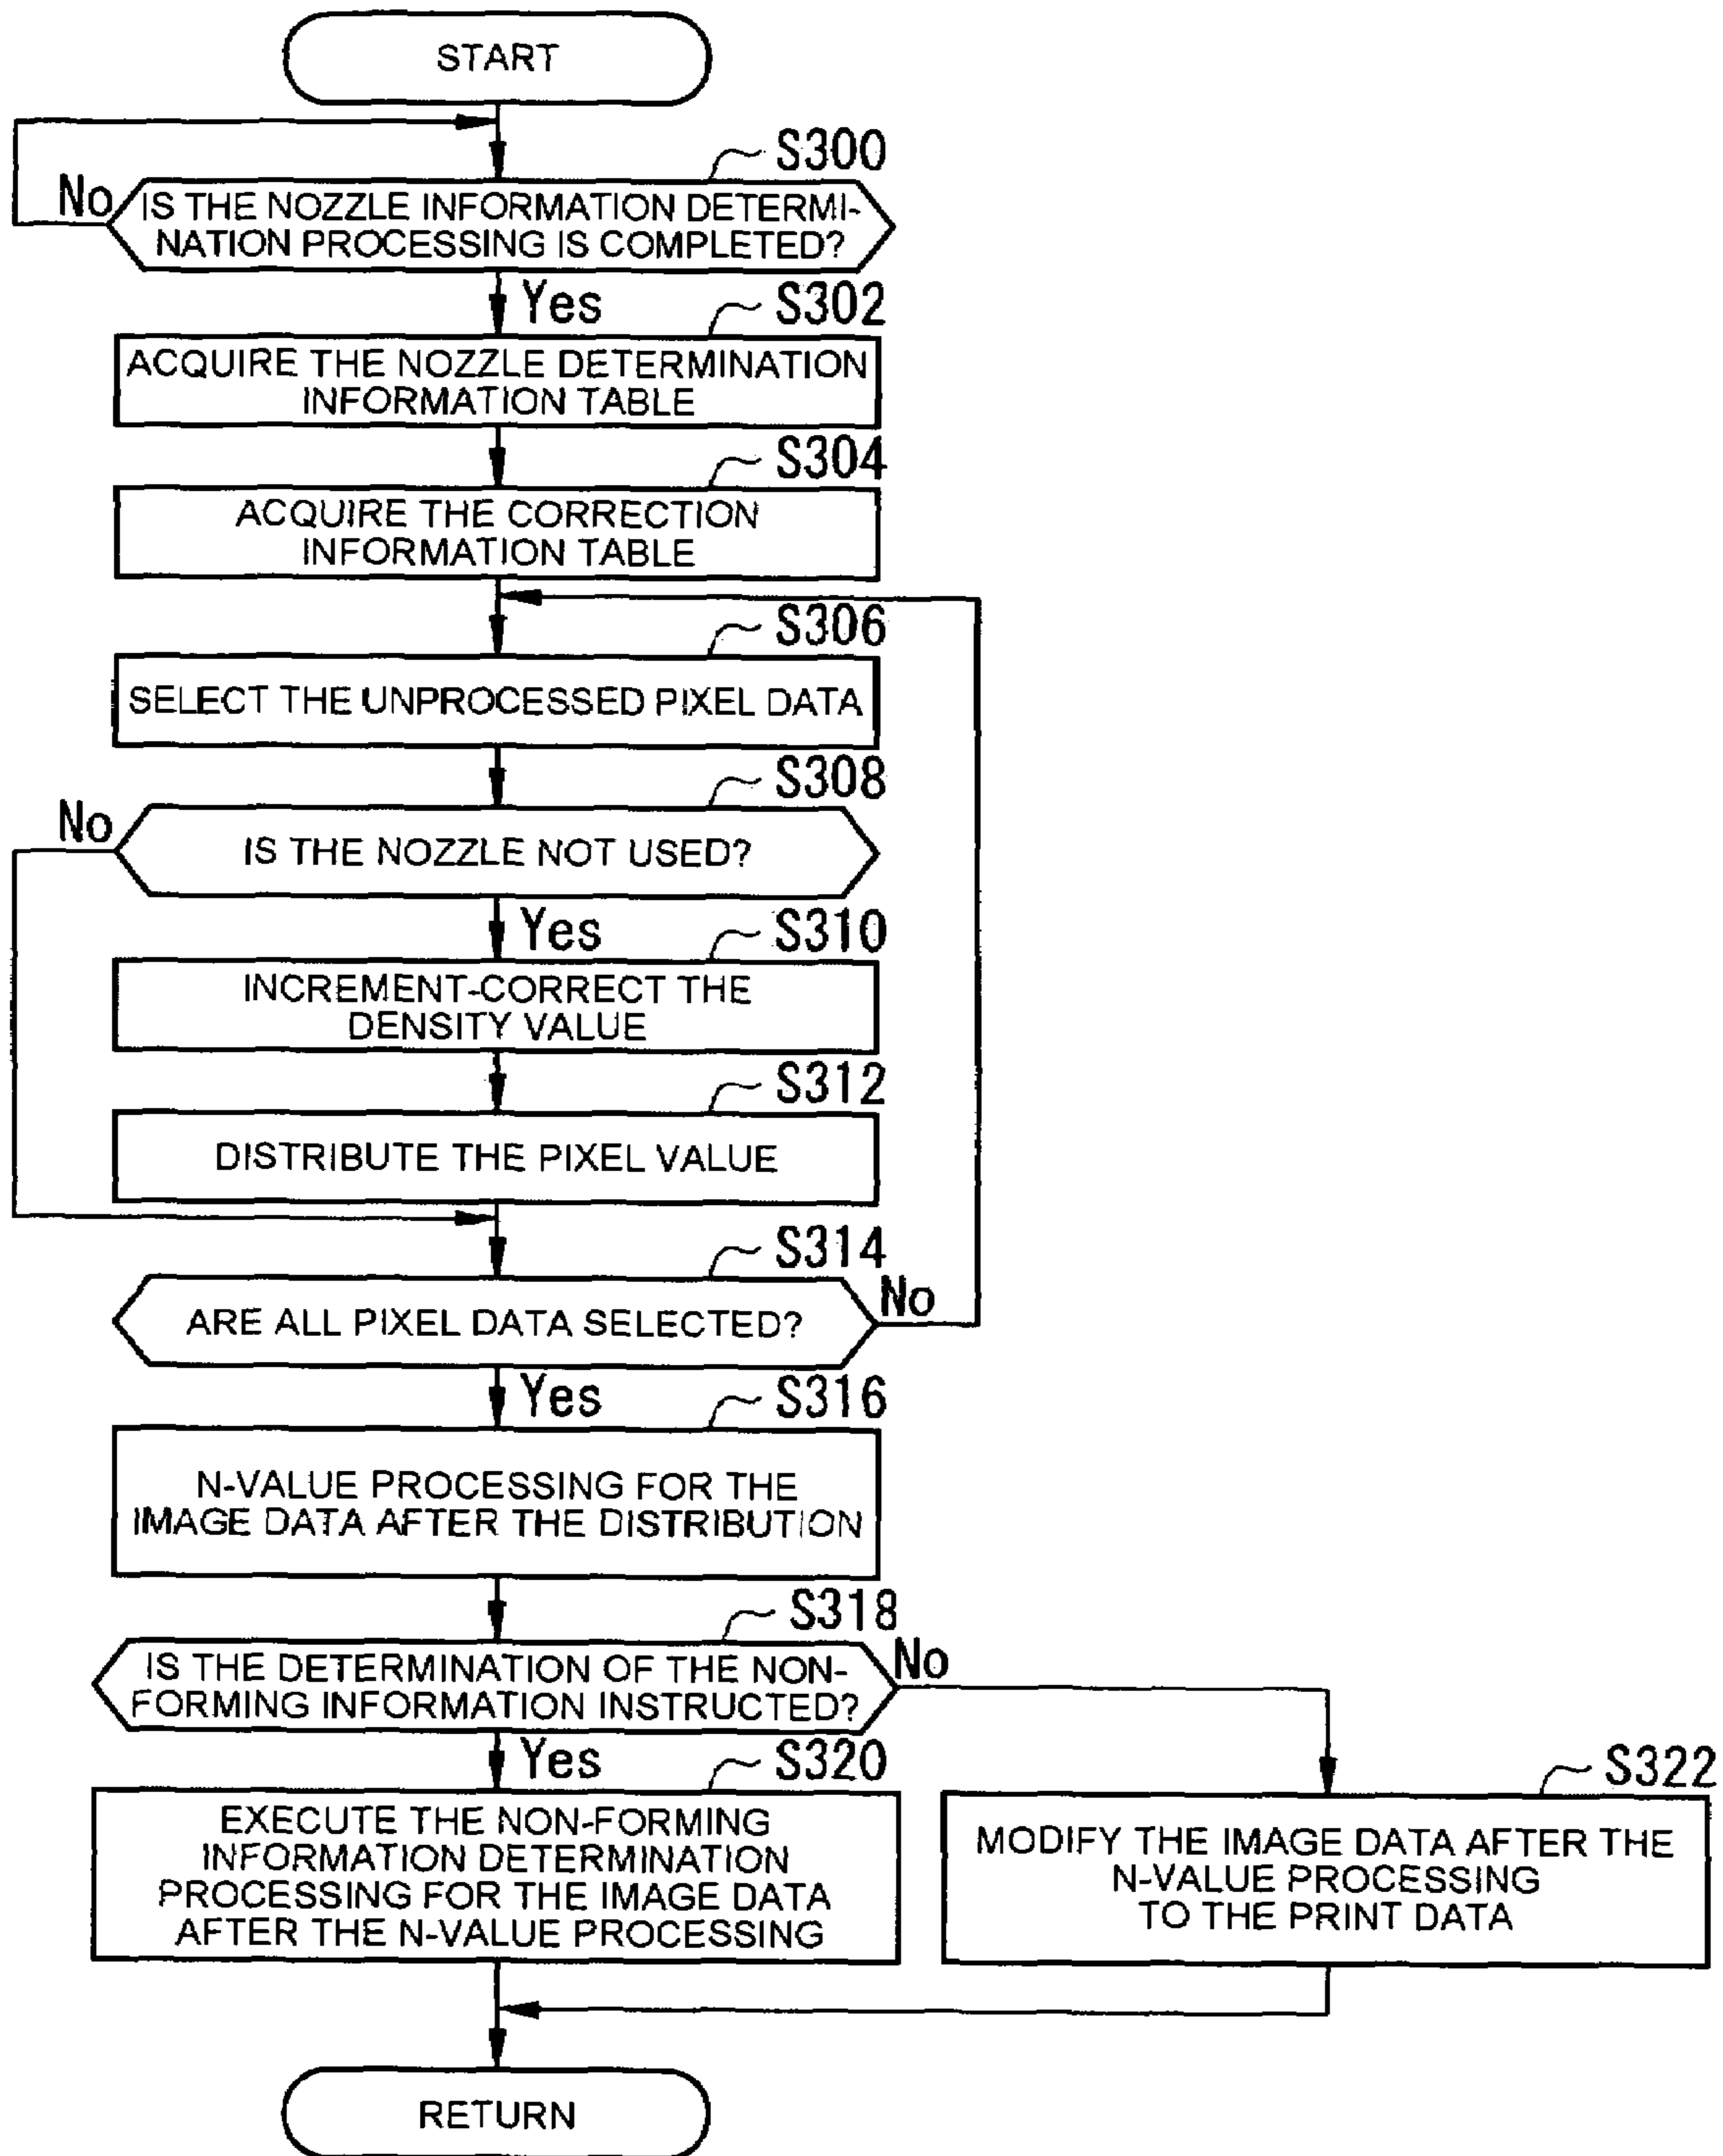 START
S300
No
IS THE NOZZLE INFORMATION DETERMI-
NATION PROCESSING IS COMPLETED?
Yes
S302
ACQUIRE THE NOZZLE DETERMINATION
INFORMATION TABLE
S304
ACQUIRE THE CORRECTION
INFORMATION TABLE
S306
SELECT THE UNPROCESSED PIXEL DATA
S308
No
IS THE NOZZLE NOT USED?
Yes
S310
INCREMENT-CORRECT THE
DENSITY VALUE
S312
DISTRIBUTE THE PIXEL VALUE
S314
No
ARE ALL PIXEL DATA SELECTED?
Yes
S316
N-VALUE PROCESSING FOR THE
IMAGE DATA AFTER THE DISTRIBUTION
S318
IS THE DETERMINATION OF THE NON-
FORMING INFORMATION INSTRUCTED?
No
Yes
S320
EXECUTE THE NON-FORMING
INFORMATION DETERMINATION
PROCESSING FOR THE IMAGE DATA
AFTER THE N-VALUE PROCESSING
S322
MODIFY THE IMAGE DATA AFTER THE
N-VALUE PROCESSING
TO THE PRINT DATA
RETURN